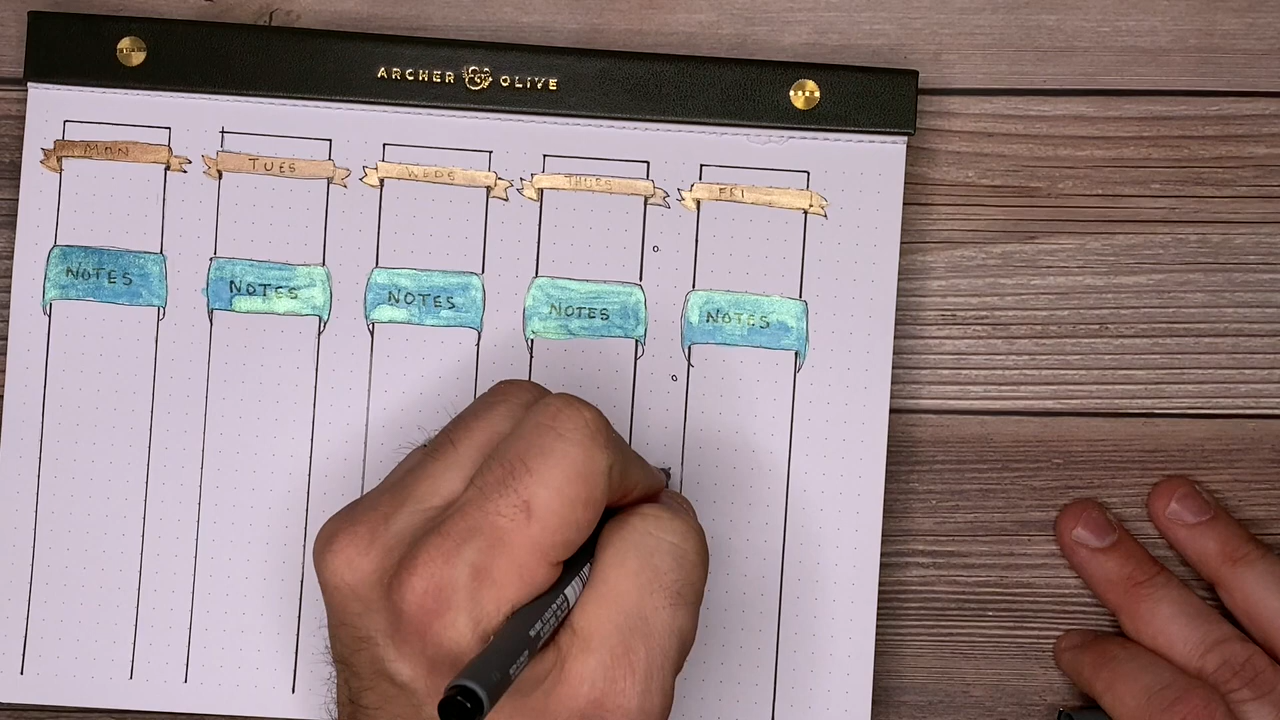 ARCHER & OLIVE
MON
TUES
WEDS
THURS
FRI
NOTES
NOTES
NOTES
NOTES
NOTES